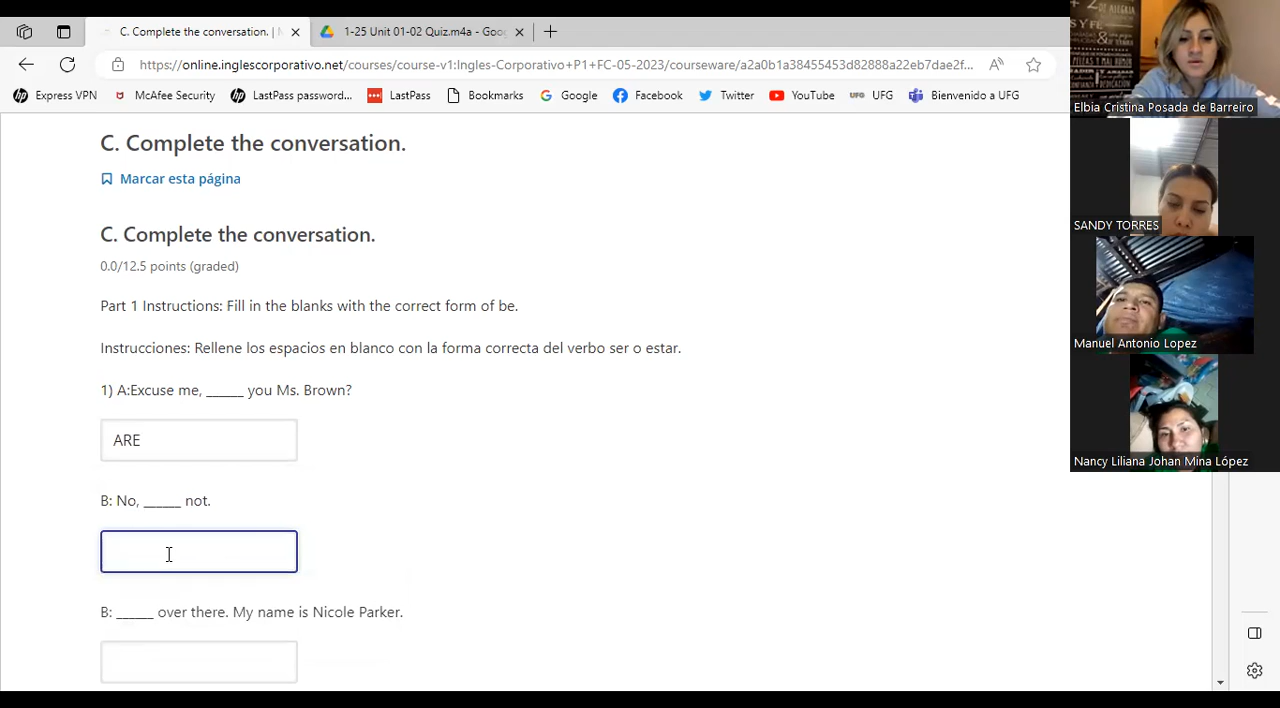 C. Complete the conversation. |
1-25 Unit 01-02 Quiz.m4a - Goo
https://online.inglescorporativo.net/courses/course-v1:Ingles-Corporativo+P1+FC-05-2023/courseware/a2a0b1a38455453d82888a22eb7dae2f...
Express VPN
McAfee Security
LastPass password...
Bookmarks
Google
Facebook
Twitter
YouTube
UFG
UFG
Bienvenido a UFG
C. Complete the conversation.
Marcar esta página
C. Complete the conversation.
0.0/12.5 points (graded)
Part 1 Instructions: Fill in the blanks with the correct form of be.
Instrucciones: Rellene los espacios en blanco con la forma correcta del verbo ser o estar.
1) A:Excuse me, ______ you Ms. Brown?
ARE
B: No, ______ not.
B: ______ over there. My name is Nicole Parker.
Elbia Cristina Posada de Barreiro
SANDY TORRES
Manuel Antonio Lopez
Nancy Liliana Johan Mina López